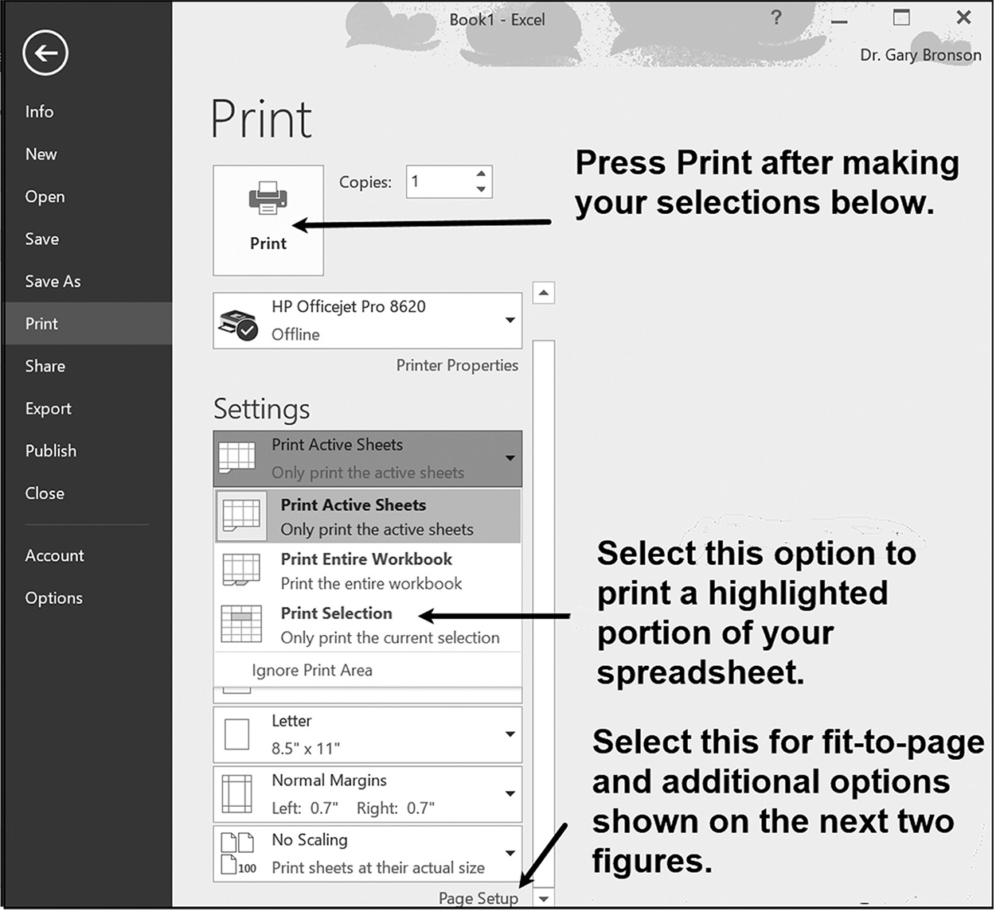 Book1 - Excel
?
Dr. Gary Bronson
Info
New
Open
Save
Save As
Print
Share
Export
Publish
Close
Account
Options
Print
Print
Copies:
1
Press Print after making
your selections below.
HP Officejet Pro 8620
Offline
Printer Properties
Settings
Print Active Sheets
Only print the active sheets
Print Active Sheets
Only print the active sheets
Print Entire Workbook
Print the entire workbook
Print Selection
Only print the current selection
Ignore Print Area
Select this option to
print a highlighted
portion of your
spreadsheet.
Letter
8.5" x 11"
Normal Margins
Left: 0.7" Right: 0.7"
No Scaling
100
Print sheets at their actual size
Page Setup
Select this for fit-to-page
and additional options
shown on the next two
figures.